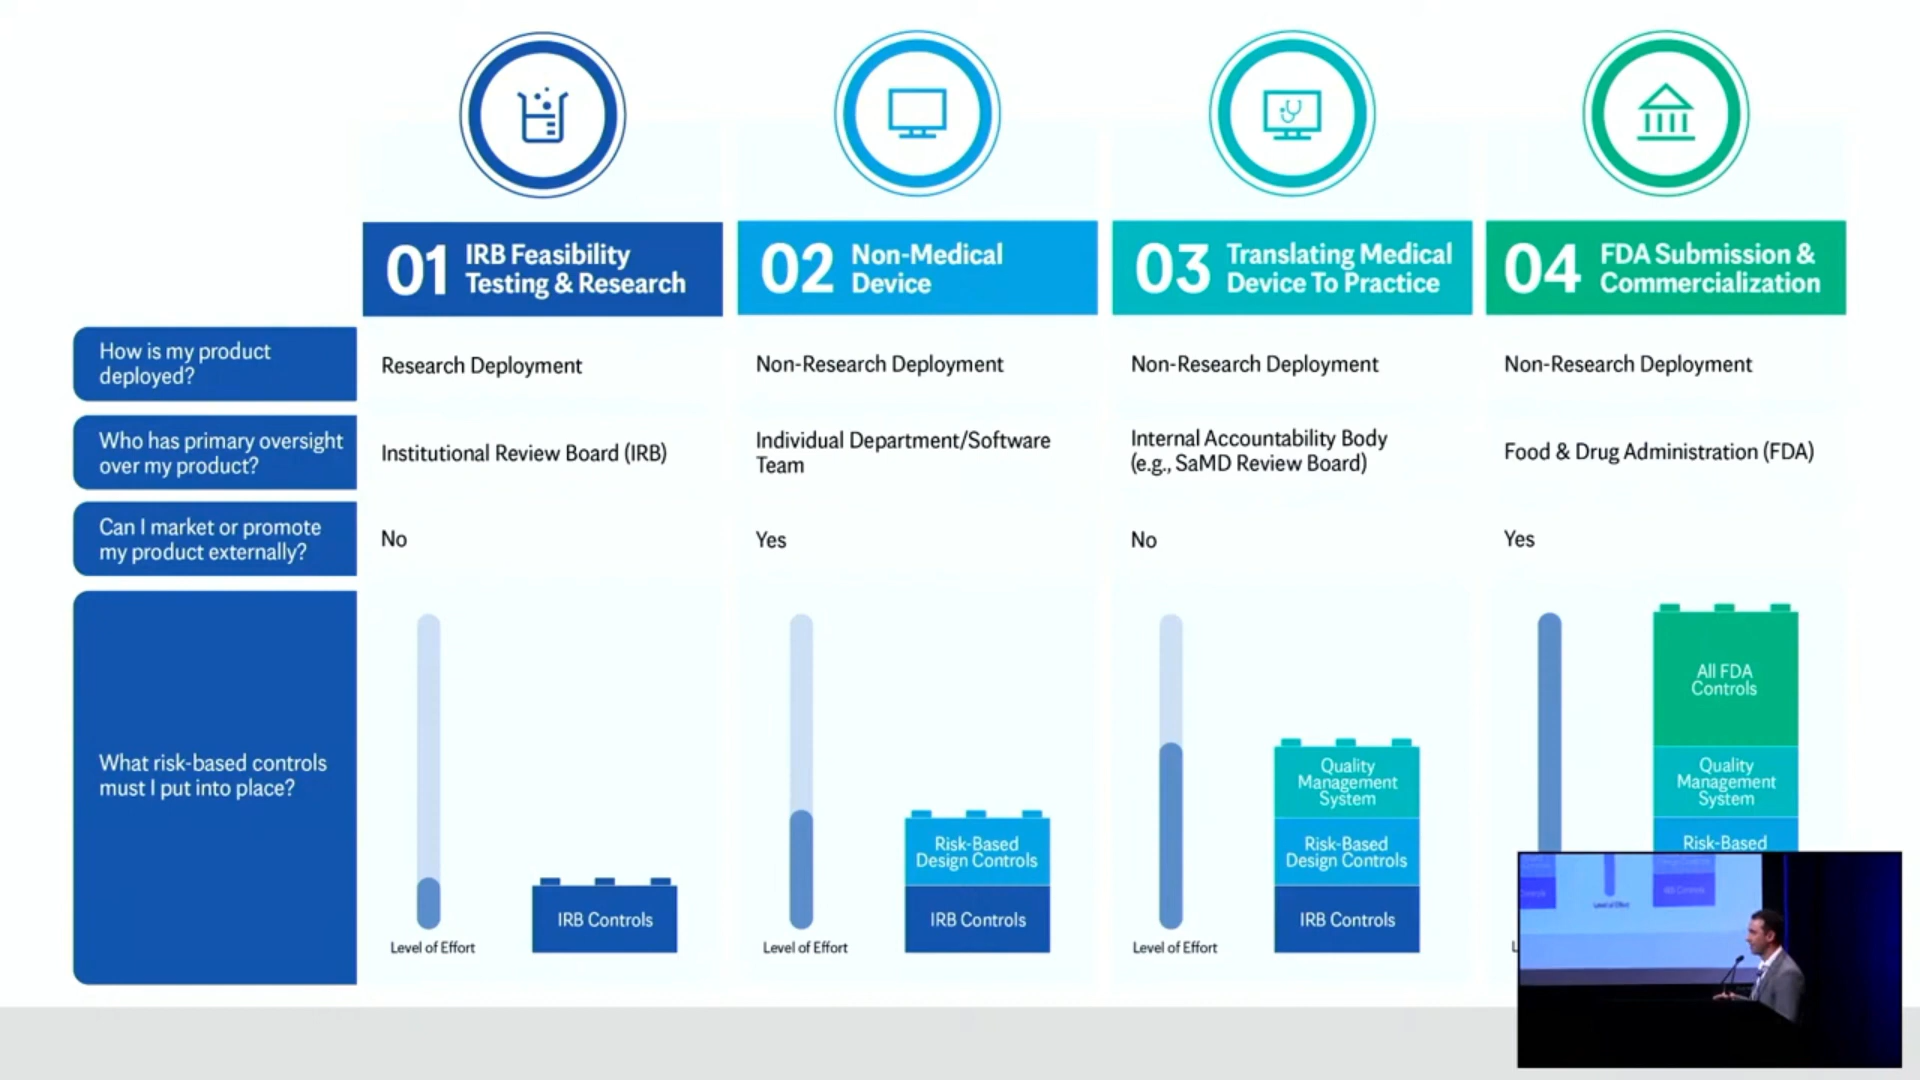 01
IRB Feasibility
Testing & Research
02
Non-Medical
Device
03
Translating Medical
Device To Practice
04
FDA Submission &
Commercialization
How is my product
deployed?
Research Deployment
Non-Research Deployment
Non-Research Deployment
Non-Research Deployment
Who has primary oversight
over my product?
Institutional Review Board (IRB)
Individual Department/Software
Team
Internal Accountability Body
(e.g., SaMD Review Board)
Food & Drug Administration (FDA)
Can I market or promote
my product externally?
No
Yes
No
Yes
What risk-based controls
must I put into place?
Level of Effort
IRB Controls
Level of Effort
Risk-Based
Design Controls
IRB Controls
Level of Effort
Quality
Management
System
Risk-Based
Design Controls
IRB Controls
All FDA
Controls
Quality
Management
System
Risk-Based
Level of Effort
IRB Controls